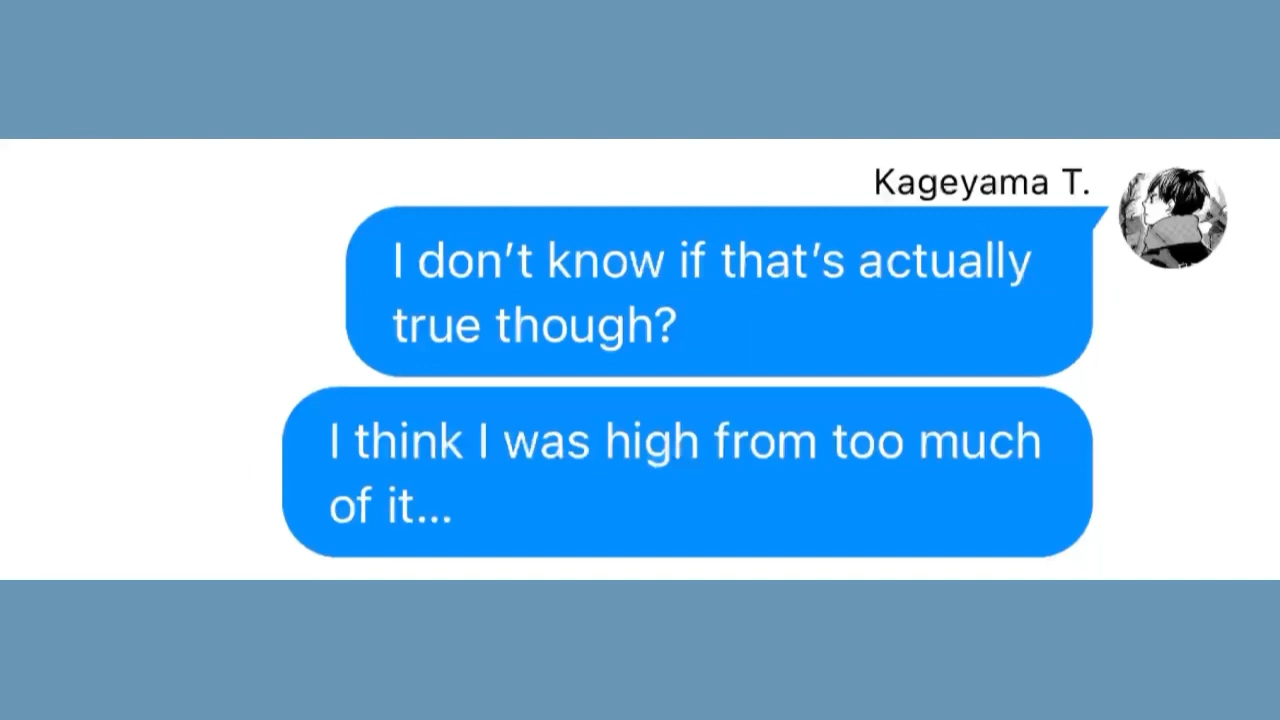 Kageyama T.
I don’t know if that’s actually
true though?
I think I was high from too much
of it...